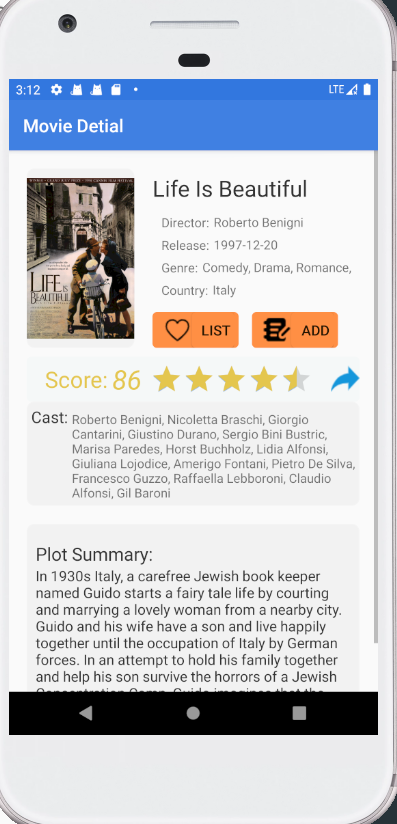 3:12
LTE
Movie Detial
LIFE IS
BEAUTIFUL
Life Is Beautiful
Director: Roberto Benigni
Release: 1997-12-20
Genre: Comedy, Drama, Romance,
Country: Italy
LIST
ADD
Score: 86
Cast: Roberto Benigni, Nicoletta Braschi, Giorgio
Cantarini, Giustino Durano, Sergio Bini Bustric,
Marisa Paredes, Horst Buchholz, Lidia Alfonsi,
Giuliana Lojodice, Amerigo Fontani, Pietro De Silva,
Francesco Guzzo, Raffaella Lebboroni, Claudio
Alfonsi, Gil Baroni
Plot Summary:
In 1930s Italy, a carefree Jewish book keeper
named Guido starts a fairy tale life by courting
and marrying a lovely woman from a nearby city.
Guido and his wife have a son and live happily
together until the occupation of Italy by German
forces. In an attempt to hold his family together
and help his son survive the horrors of a Jewish
Concentration Camp, Guido imagines that the